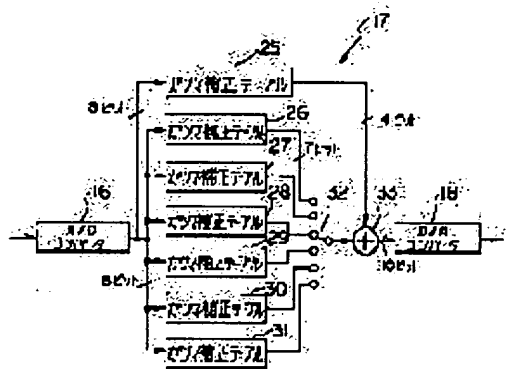 17
25
ガンマ補正テーブル
8ビット
26
ガンマ補正テーブル
4ビット
27
7ビット
ガンマ補正テーブル
28
ガンマ補正テーブル
32
33
16
18
A/D
コンバータ
29
D/A
コンバータ
ガンマ補正テーブル
10ビット
8ビット
30
ガンマ補正テーブル
31
ガンマ補正テーブル